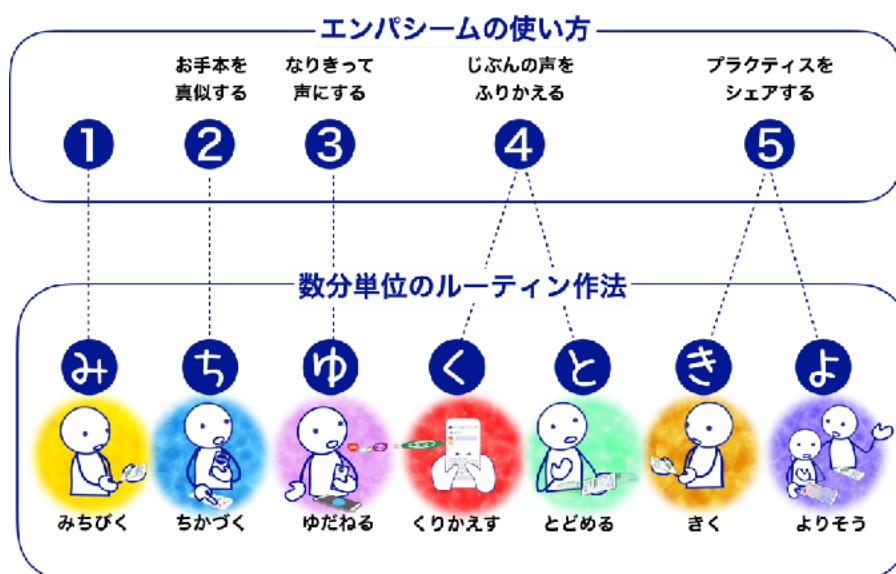 エンパシームの使い方
お手本を
真似する
なりきって
声にする
じぶんの声を
ふりかえる
プラクティスを
シェアする
1
2
3
4
5
数分単位のルーティン作法
み
ち
ゆ
く
と
き
よ
みちびく
ちかづく
ゆだねる
くりかえす
とどめる
きく
よりそう